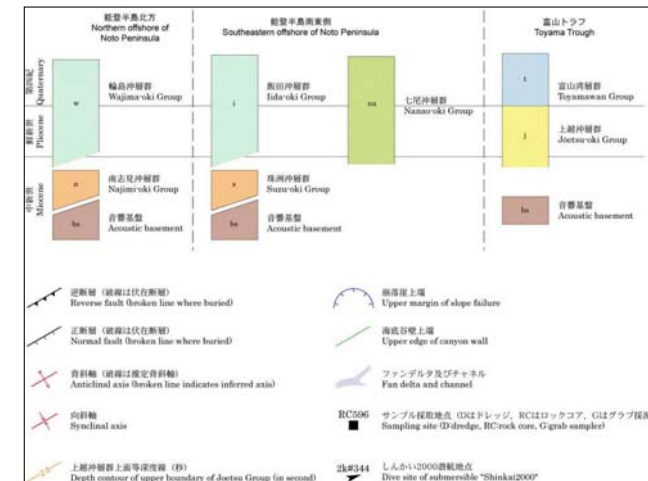 能登半島北方
Northern offshore of
Noto Peninsula
能登半島南東側
Southeastern offshore of Noto Peninsula
富山トラフ
Toyama Trough
第四紀
Quaternary
鮮新世
Pliocene
中新世
Miocene
w
輪島沖層群
Wajima-oki Group
i
飯田沖層群
Iida-oki Group
na
七尾沖層群
Nanao-oki Group
t
富山湾層群
Toyamawan Group
j
上越沖層群
Joetsu-oki Group
n
南志見沖層群
Najimi-oki Group
s
珠洲沖層群
Suzu-oki Group
ba
音響基盤
Acoustic basement
ba
音響基盤
Acoustic basement
ba
音響基盤
Acoustic basement
逆断層（破線は伏在断層）
Reverse fault (broken line where buried)
正断層（破線は伏在断層）
Normal fault (broken line where buried)
背斜軸（破線は推定背斜軸）
Anticlinal axis (broken line indicates inferred axis)
向斜軸
Synclinal axis
2.0
上越沖層群上面等深度線（秒）
Depth contour of upper boundary of Joetsu Group (in second)
崩落崖上端
Upper margin of slope failure
海底谷壁上端
Upper edge of canyon wall
ファンデルタ及びチャネル
Fan delta and channel
RC596
サンプル採取地点（Dはドレッジ，RCはロックコア，Gはグラブ採泥
Sampling site (D:dredge, RC:rock core, G:grab sampler)
2k#344
しんかい2000潜航地点
Dive site of submersible "Shinkai2000"